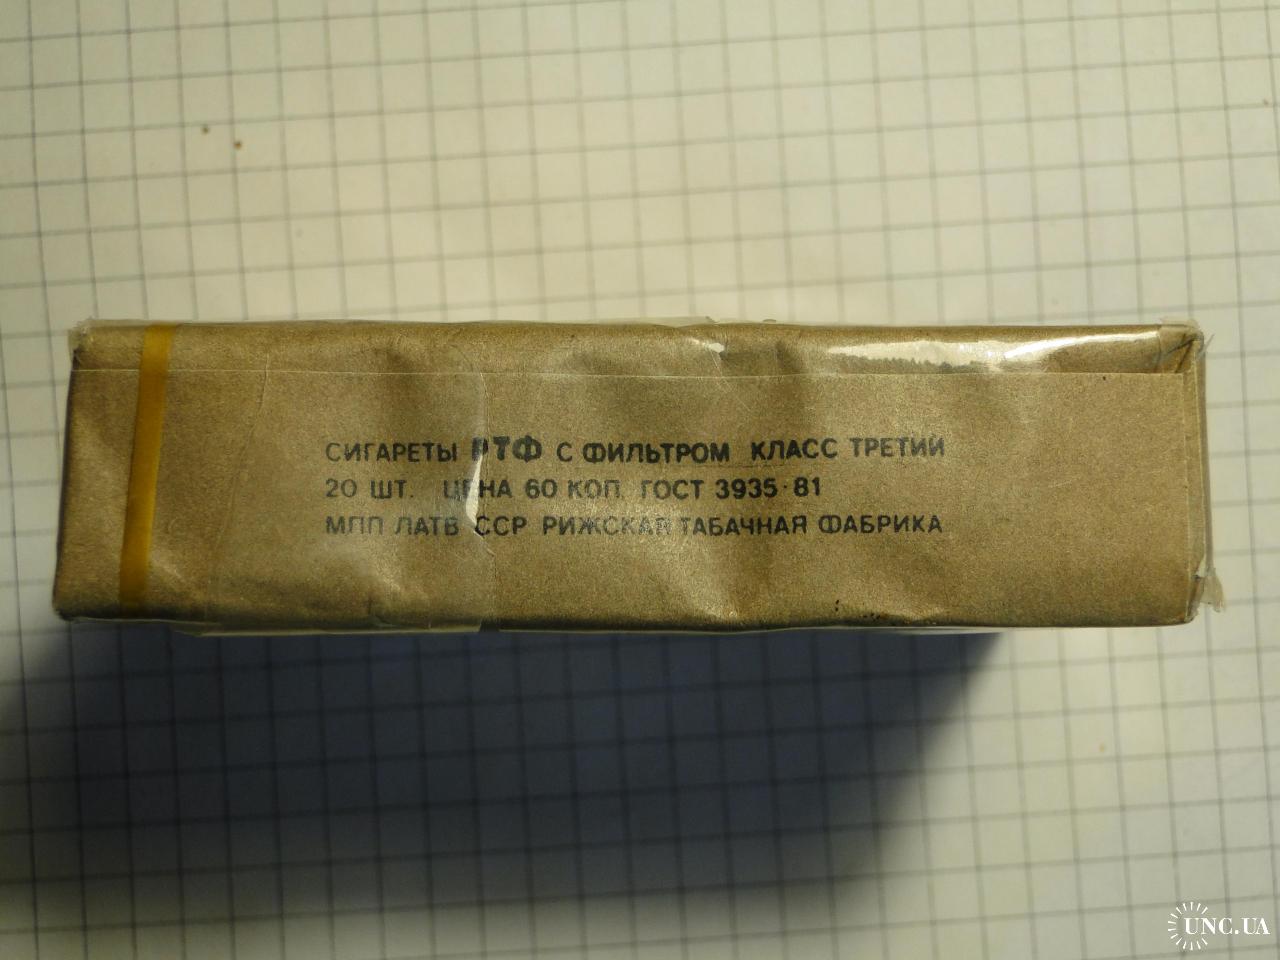 СИГАРЕТЫ РТФ С ФИЛЬТРОМ КЛАСС ТРЕТИЙ
20 ШТ. ЦЕНА 60 КОП. ГОСТ 3935-81
МПП ЛАТВ ССР РИЖСКАЯ ТАБАЧНАЯ ФАБРИКА
UNC.UA